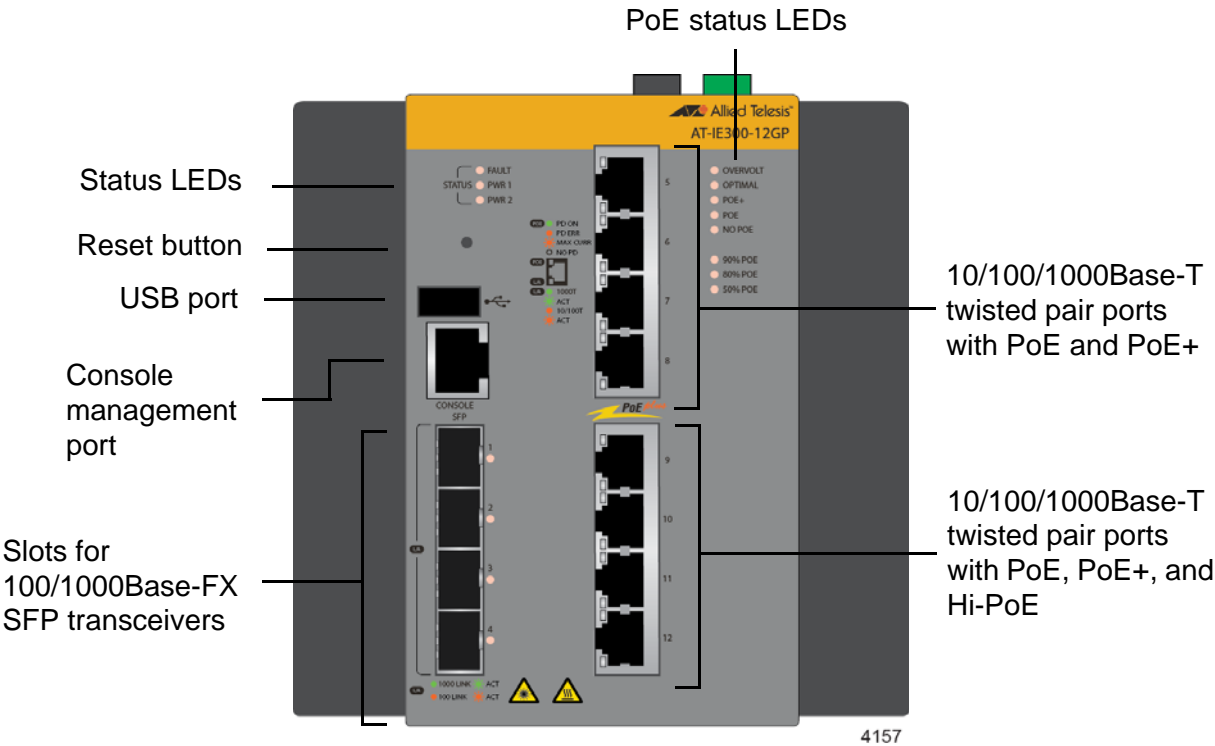 PoE status LEDs
Allied Telesis™
AT-IE300-12GP
Status LEDs
STATUS
FAULT
PWR 1
PWR 2
Reset button
USB port
Console
management
port
CONSOLE
SFP
Slots for
100/1000Base-FX
SFP transceivers
1
2
3
4
L/A
L/A
1000 LINK
ACT
100 LINK
ACT
POE
PD ON
PD ERR
MAX CURR
NO PD
POE
L/A
L/A
1000T
ACT
10/100T
ACT
5
6
7
8
PoE plus
9
10
11
12
OVERVOLT
OPTIMAL
POE+
POE
NO POE
90% POE
80% POE
50% POE
10/100/1000Base-T
twisted pair ports
with PoE and PoE+
10/100/1000Base-T
twisted pair ports
with PoE, PoE+, and
Hi-PoE
4157